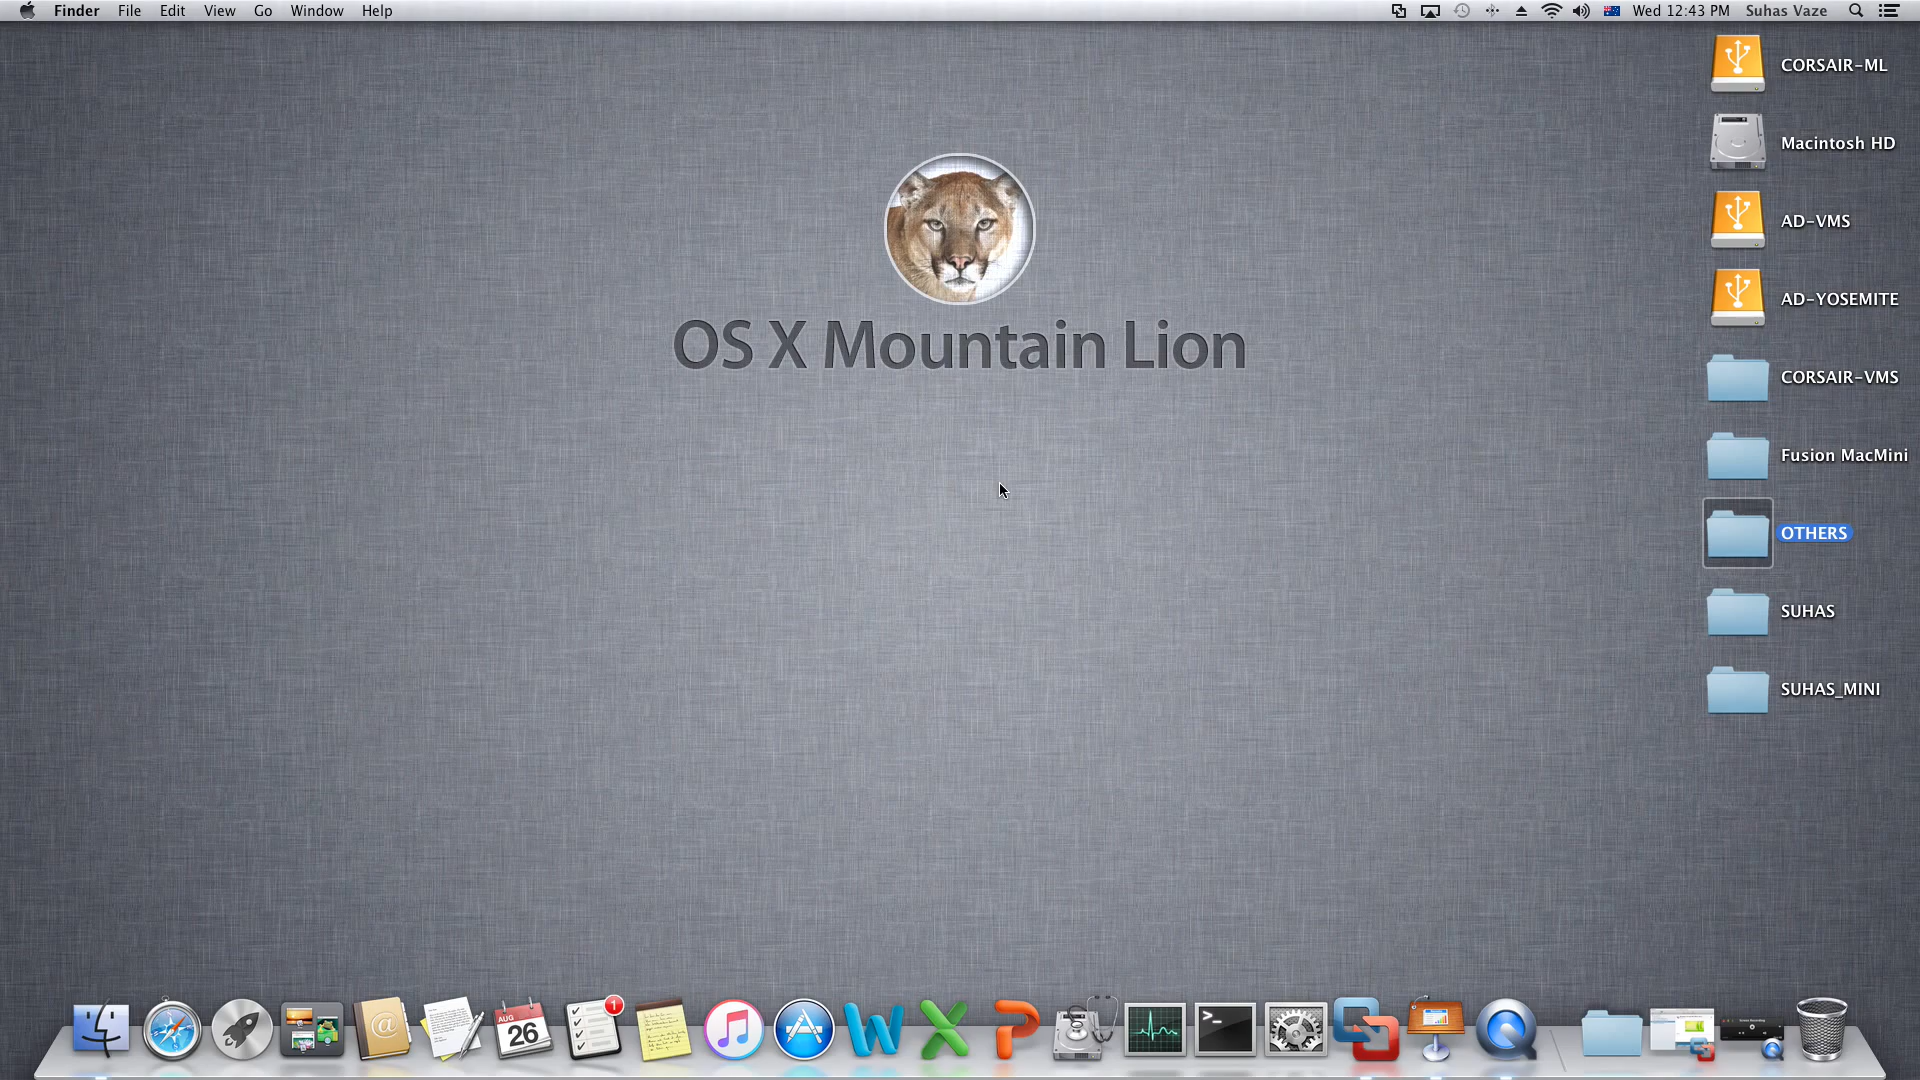 Finder File Edit View Go Window Help Wed 12:43 PM Suhas Vaze
CORSAIR-ML
Macintosh HD
AD-VMS
AD-YOSEMITE
OS X Mountain Lion
CORSAIR-VMS
Fusion MacMini
OTHERS
SUHAS
SUHAS_MINI
AUG
26
1
@
W
X
P
>_